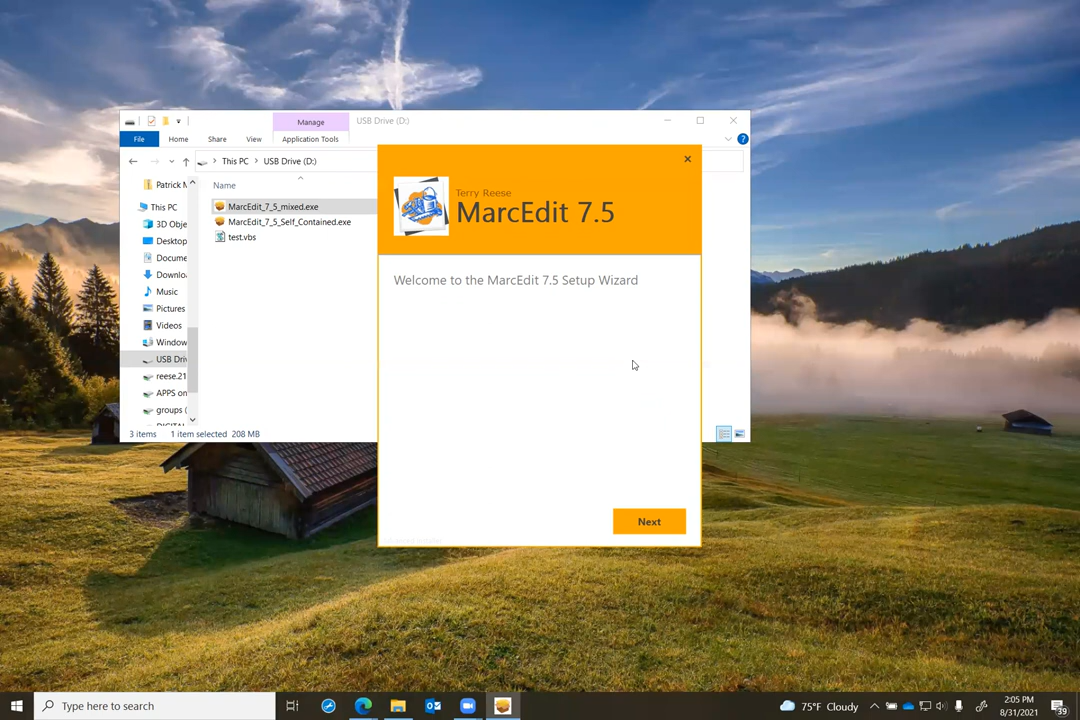 USB Drive (D:)
Manage
File
Home
Share
View
Application Tools
This PC > USB Drive (D:)
Name
Patrick M
This PC
3D Obje
Desktop
Docume
Downlo
Music
Pictures
Videos
Window
USB Driv
reese.21
APPS on
groups (
MarcEdit_7_5_mixed.exe
MarcEdit_7_5_Self_Contained.exe
test.vbs
3 items
1 item selected 208 MB
Terry Reese
MarcEdit 7.5
Welcome to the MarcEdit 7.5 Setup Wizard
Next
Type here to search
75°F Cloudy
2:05 PM
8/31/2021
39